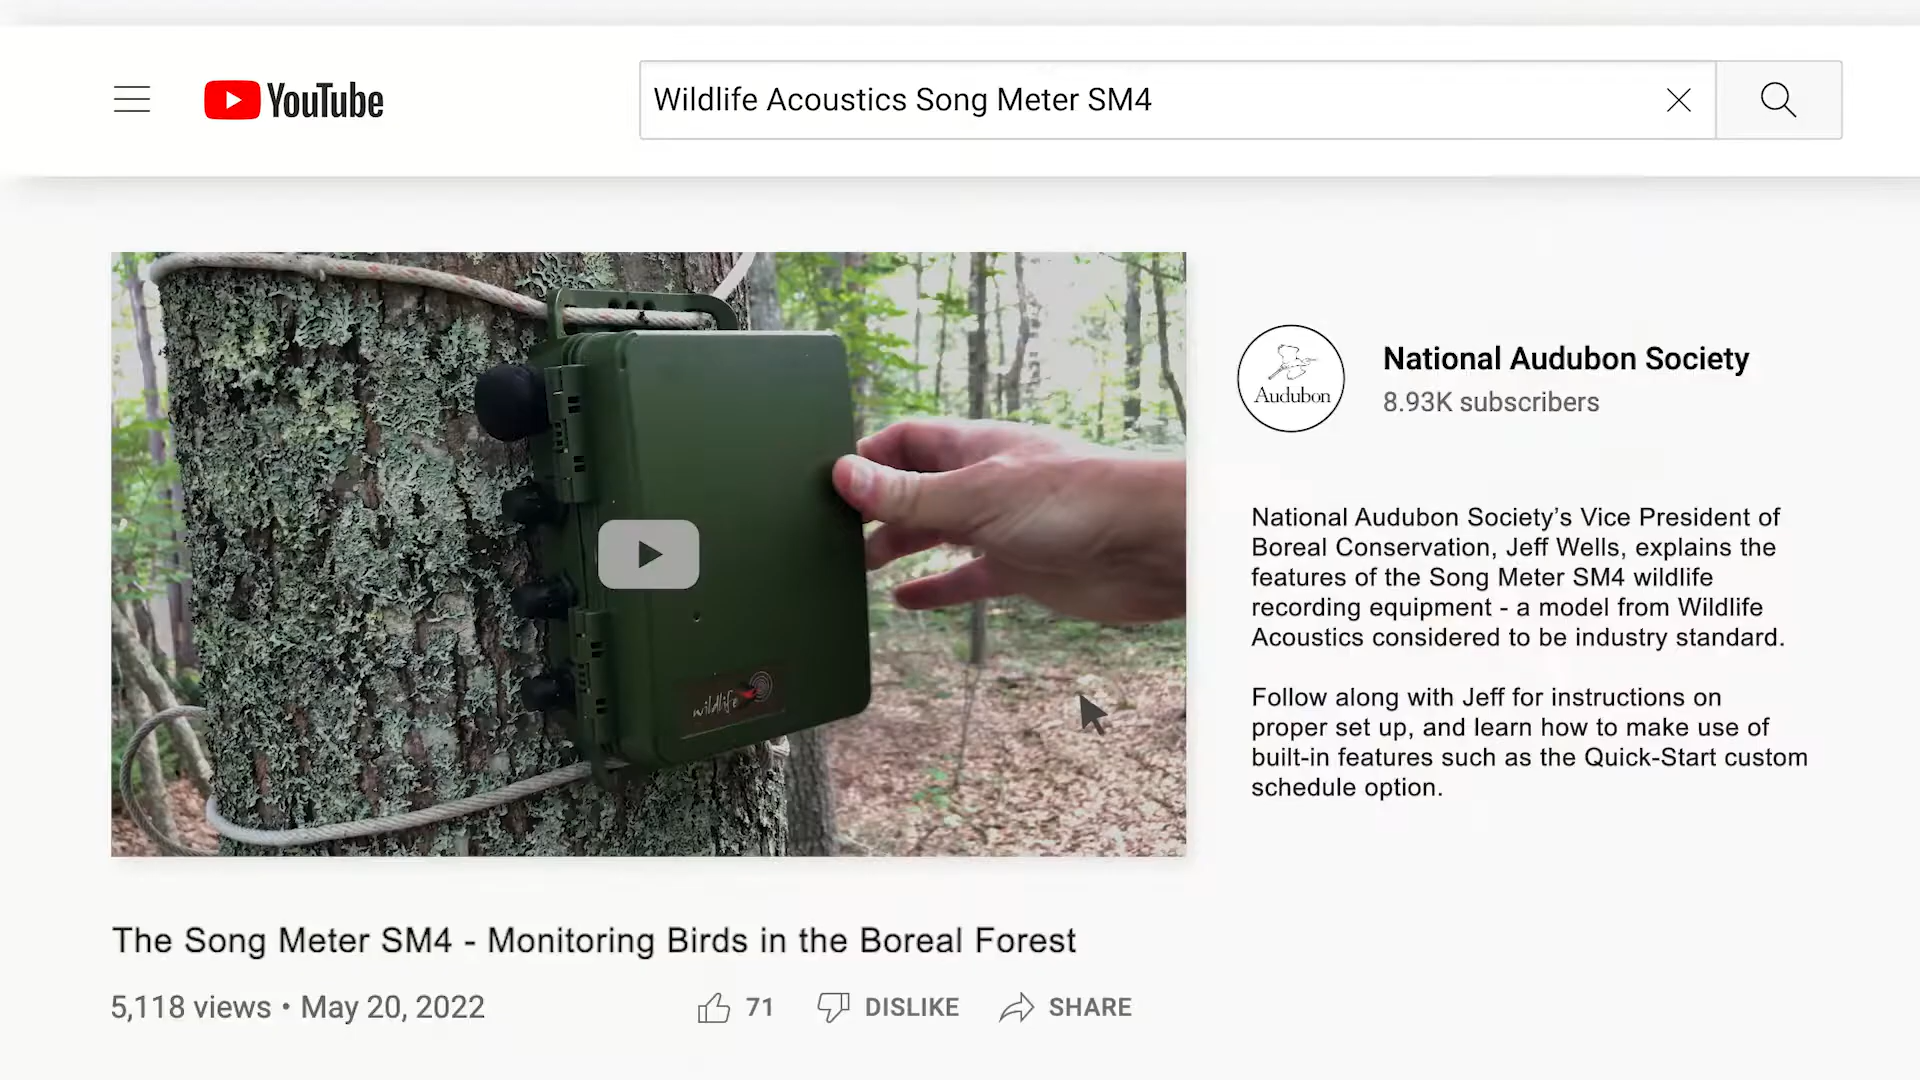 YouTube
Wildlife Acoustics Song Meter SM4
wildlife
Audubon
National Audubon Society
8.93K subscribers
National Audubon Society’s Vice President of
Boreal Conservation, Jeff Wells, explains the
features of the Song Meter SM4 wildlife
recording equipment - a model from Wildlife
Acoustics considered to be industry standard.
Follow along with Jeff for instructions on
proper set up, and learn how to make use of
built-in features such as the Quick-Start custom
schedule option.
The Song Meter SM4 - Monitoring Birds in the Boreal Forest
5,118 views • May 20, 2022
71
DISLIKE
SHARE